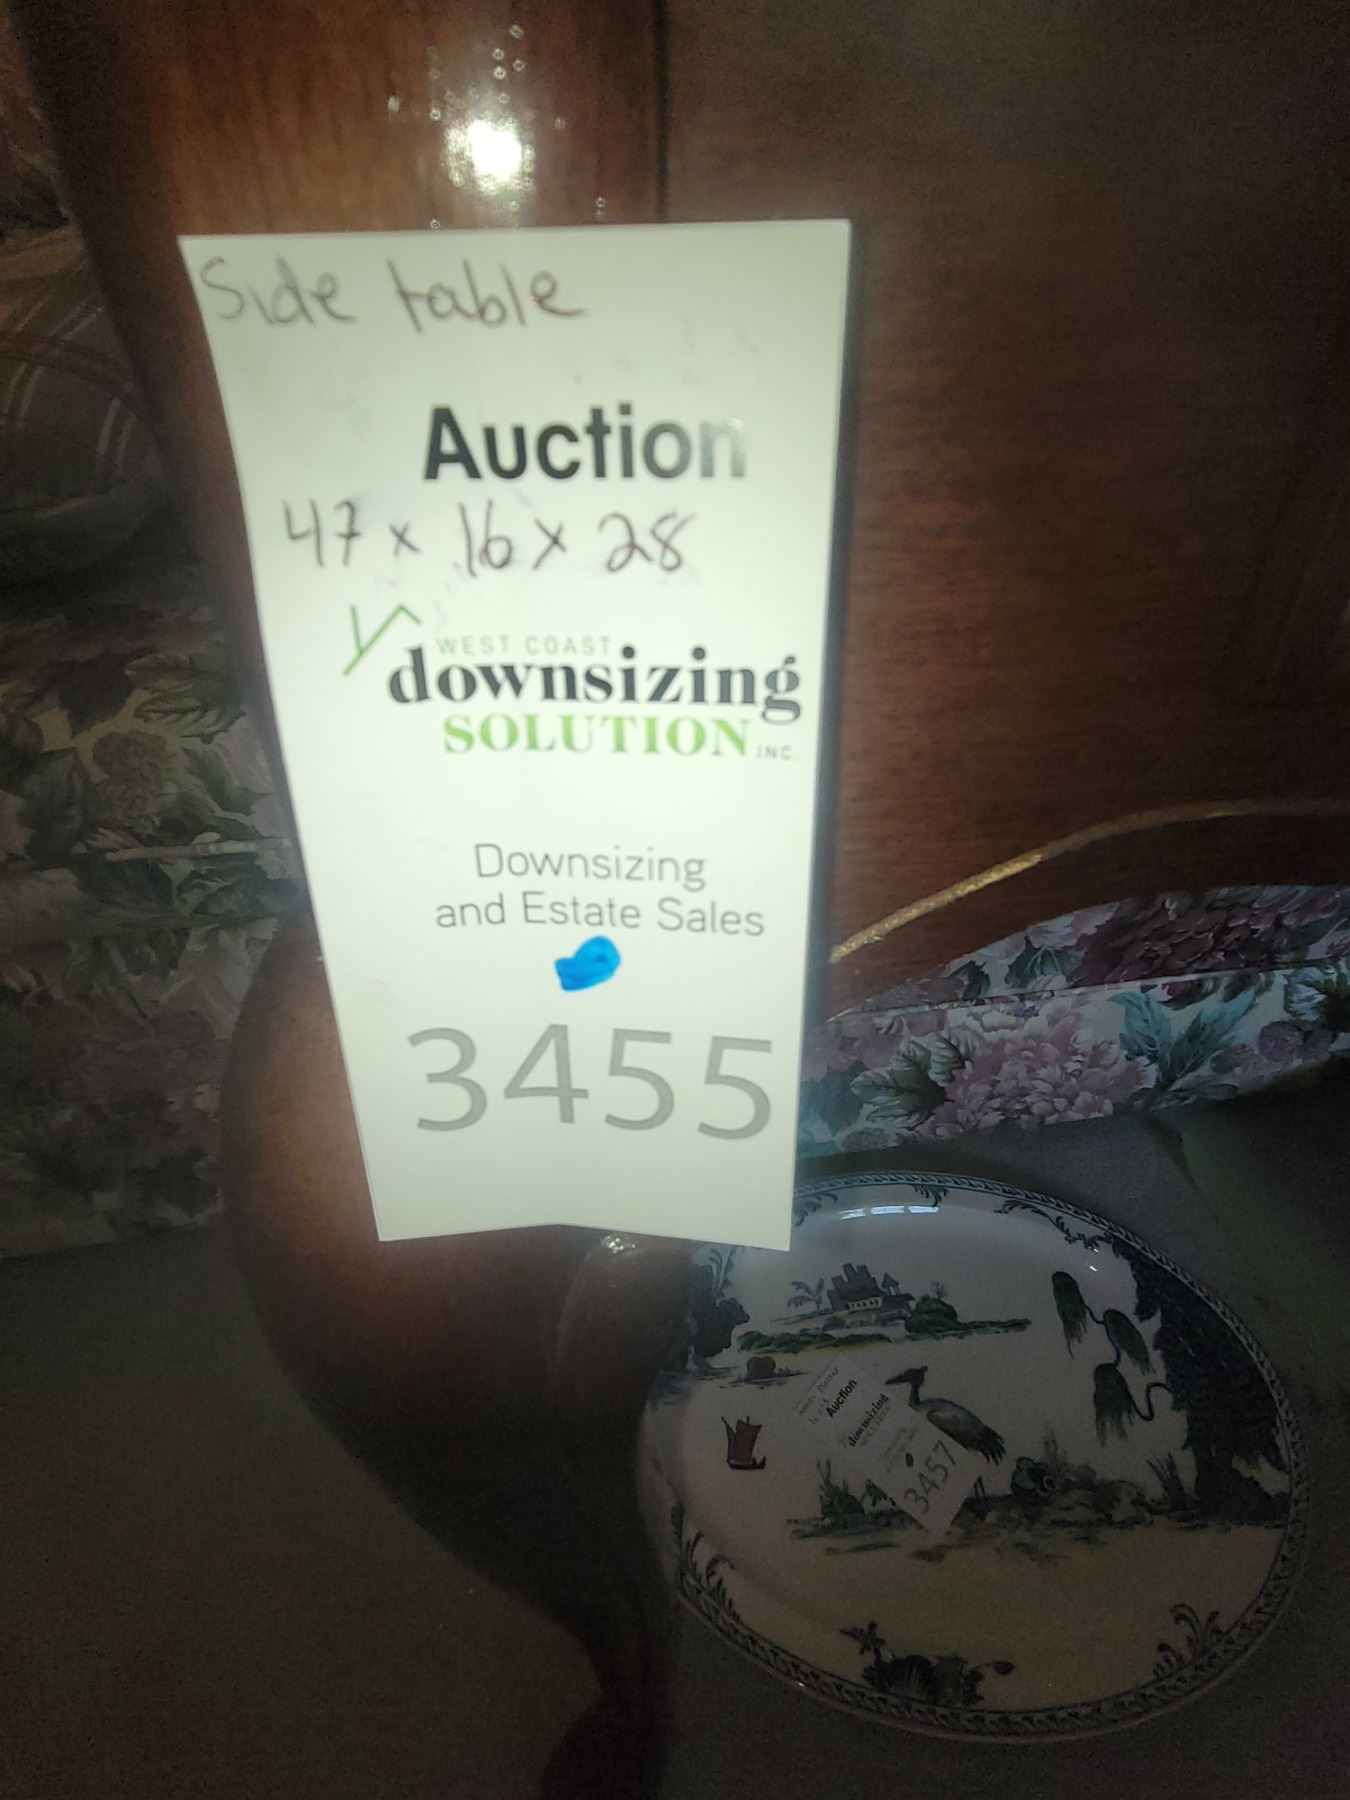 Side table
Auction
47 x 16 x 28
WEST COAST
downsizing
SOLUTION INC.
Downsizing
and Estate Sales
3455
Auction
downsizing
3457